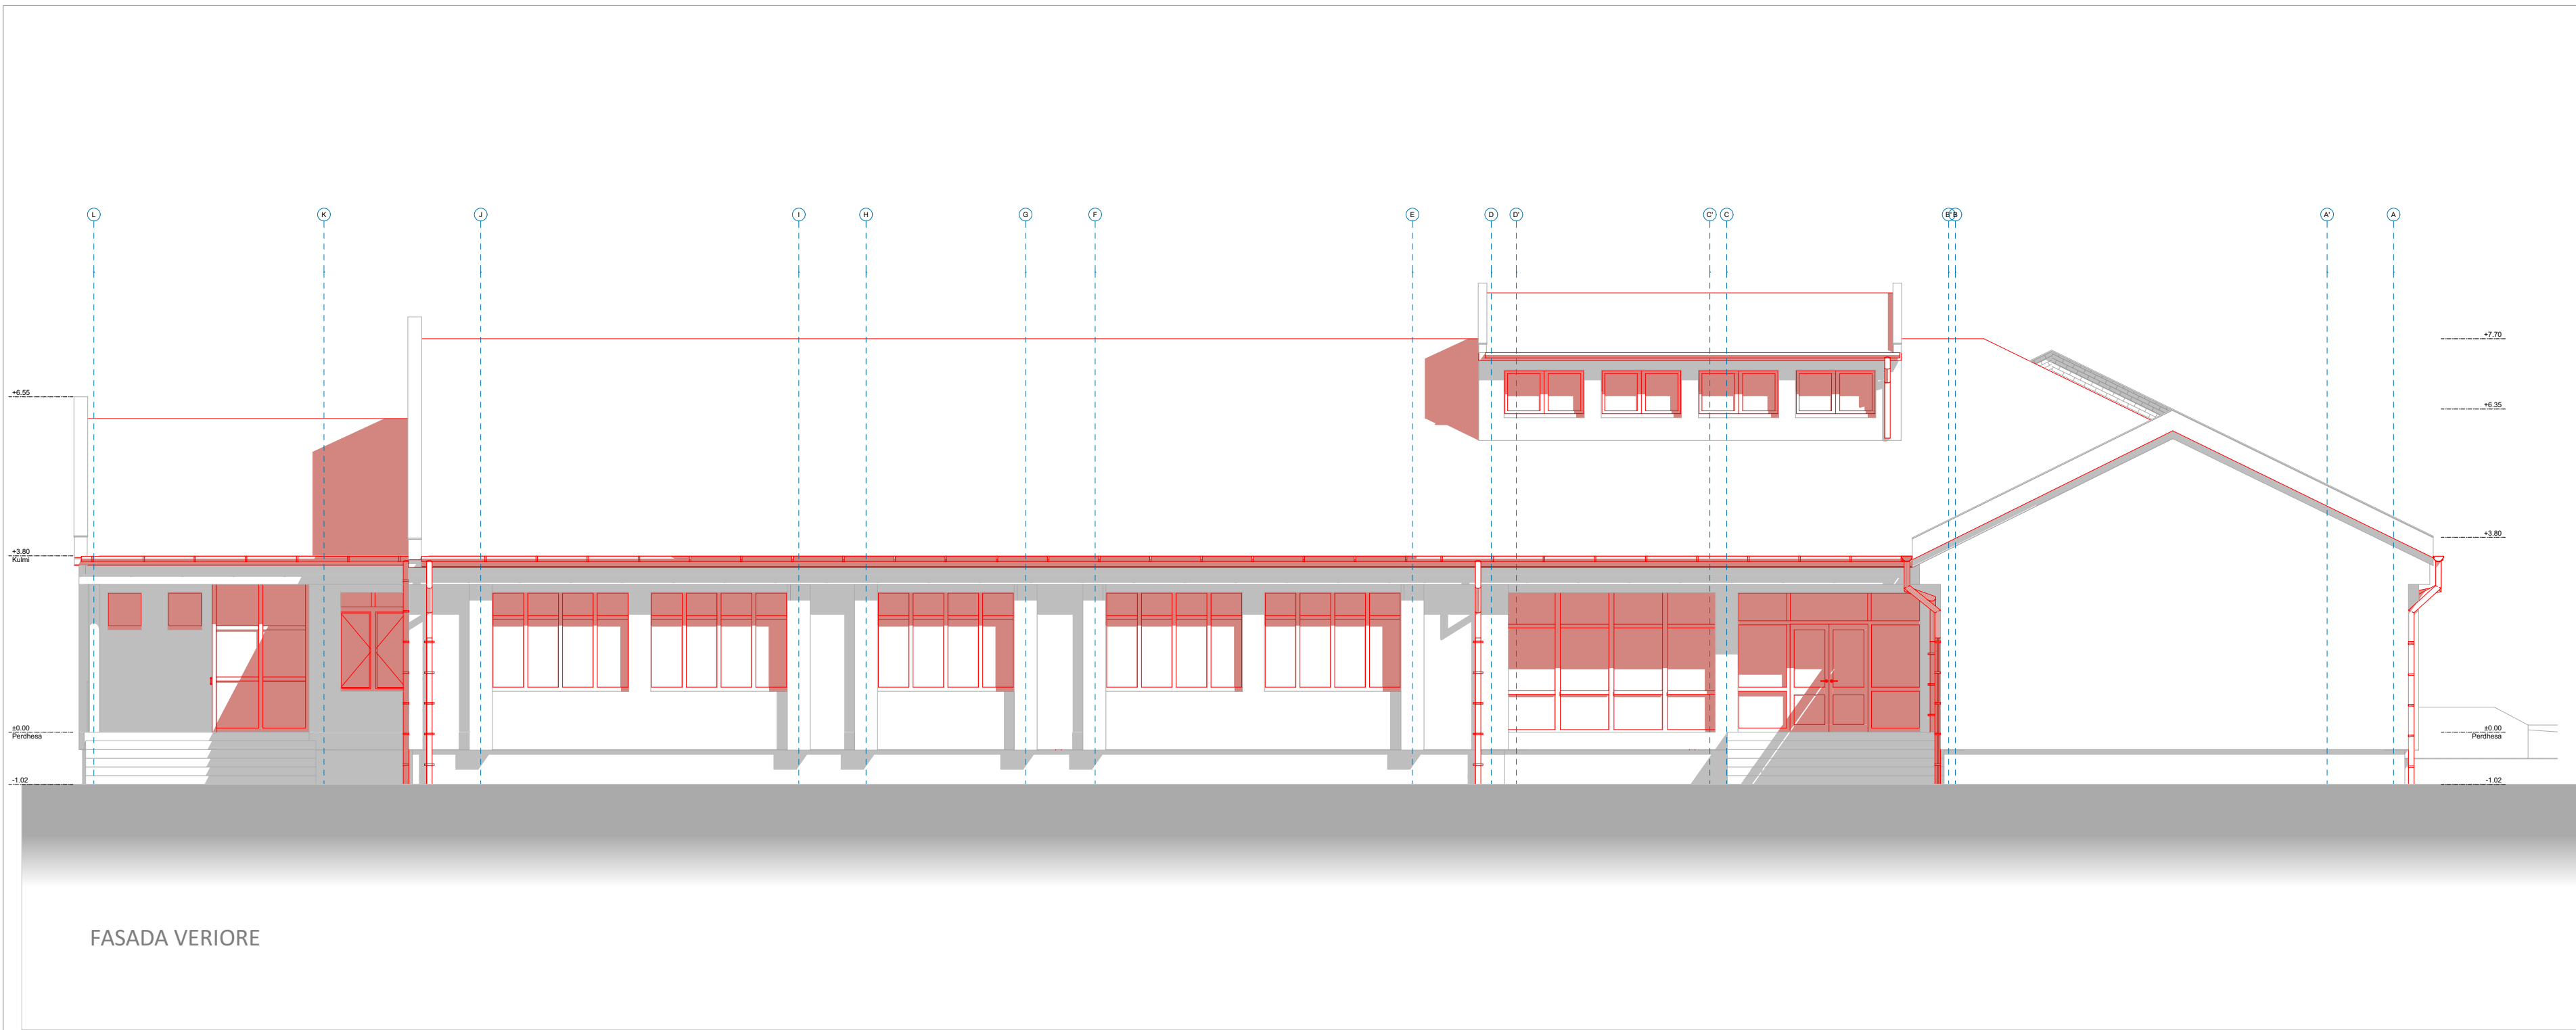 L K J I H G F E D D' C' C B' B A' A
+7.70
+6.55
+6.35
+3.80
Kulmi
+3.80
±0.00
Perdhesa
±0.00
Perdhesa
-1.02
-1.02
FASADA VERIORE